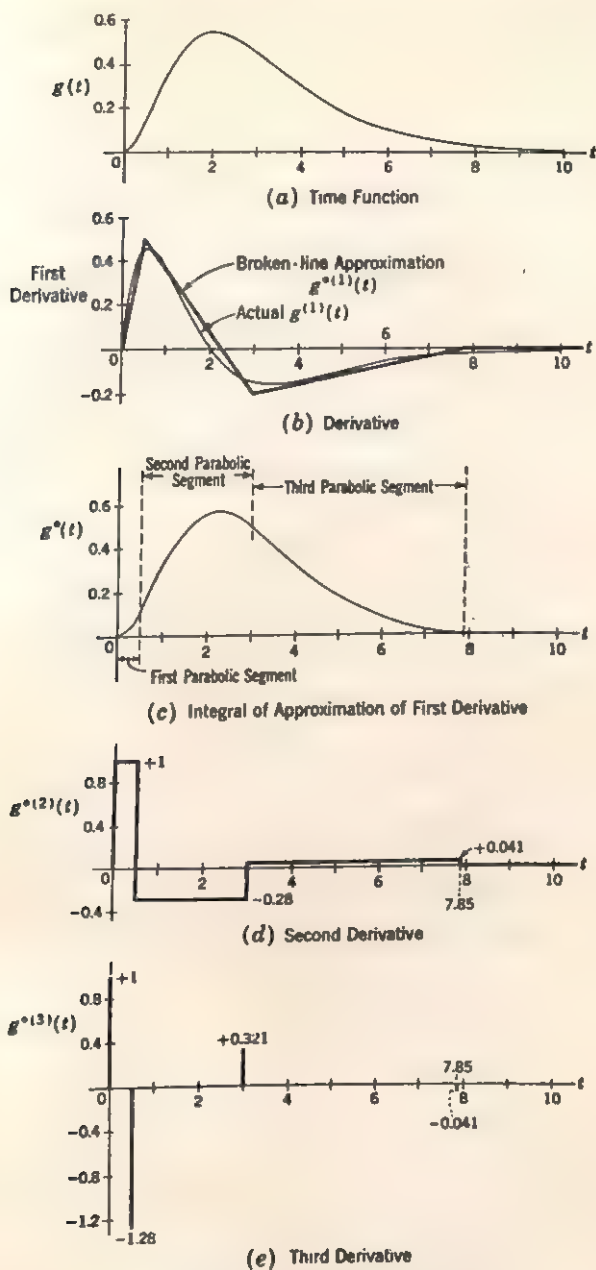 0.6
g(t)
0.2
0
2
4
6
8
10
t
(a) Time Function
0.6
0.4
First
Derivative
0.2
Broken-line Approximation
g*(1)(t)
Actual g(1)(t)
0
2
4
6
8
10
t
-0.2
(b) Derivative
Second Parabolic
Segment
Third Parabolic Segment
0.6
g*(t)
0.4
0.2
0
2
4
6
8
10
t
First Parabolic Segment
(c) Integral of Approximation of First Derivative
+1
0.8
g*(2)(t)
0.4
+0.041
0
2
4
6
8
10
t
-0.28
7.85
-0.4
(d) Second Derivative
+1
0.8
g*(3)(t)
0.4
+0.321
7.85
0
2
4
6
8
10
t
-0.041
-0.4
-0.8
-1.2
-1.28
(e) Third Derivative